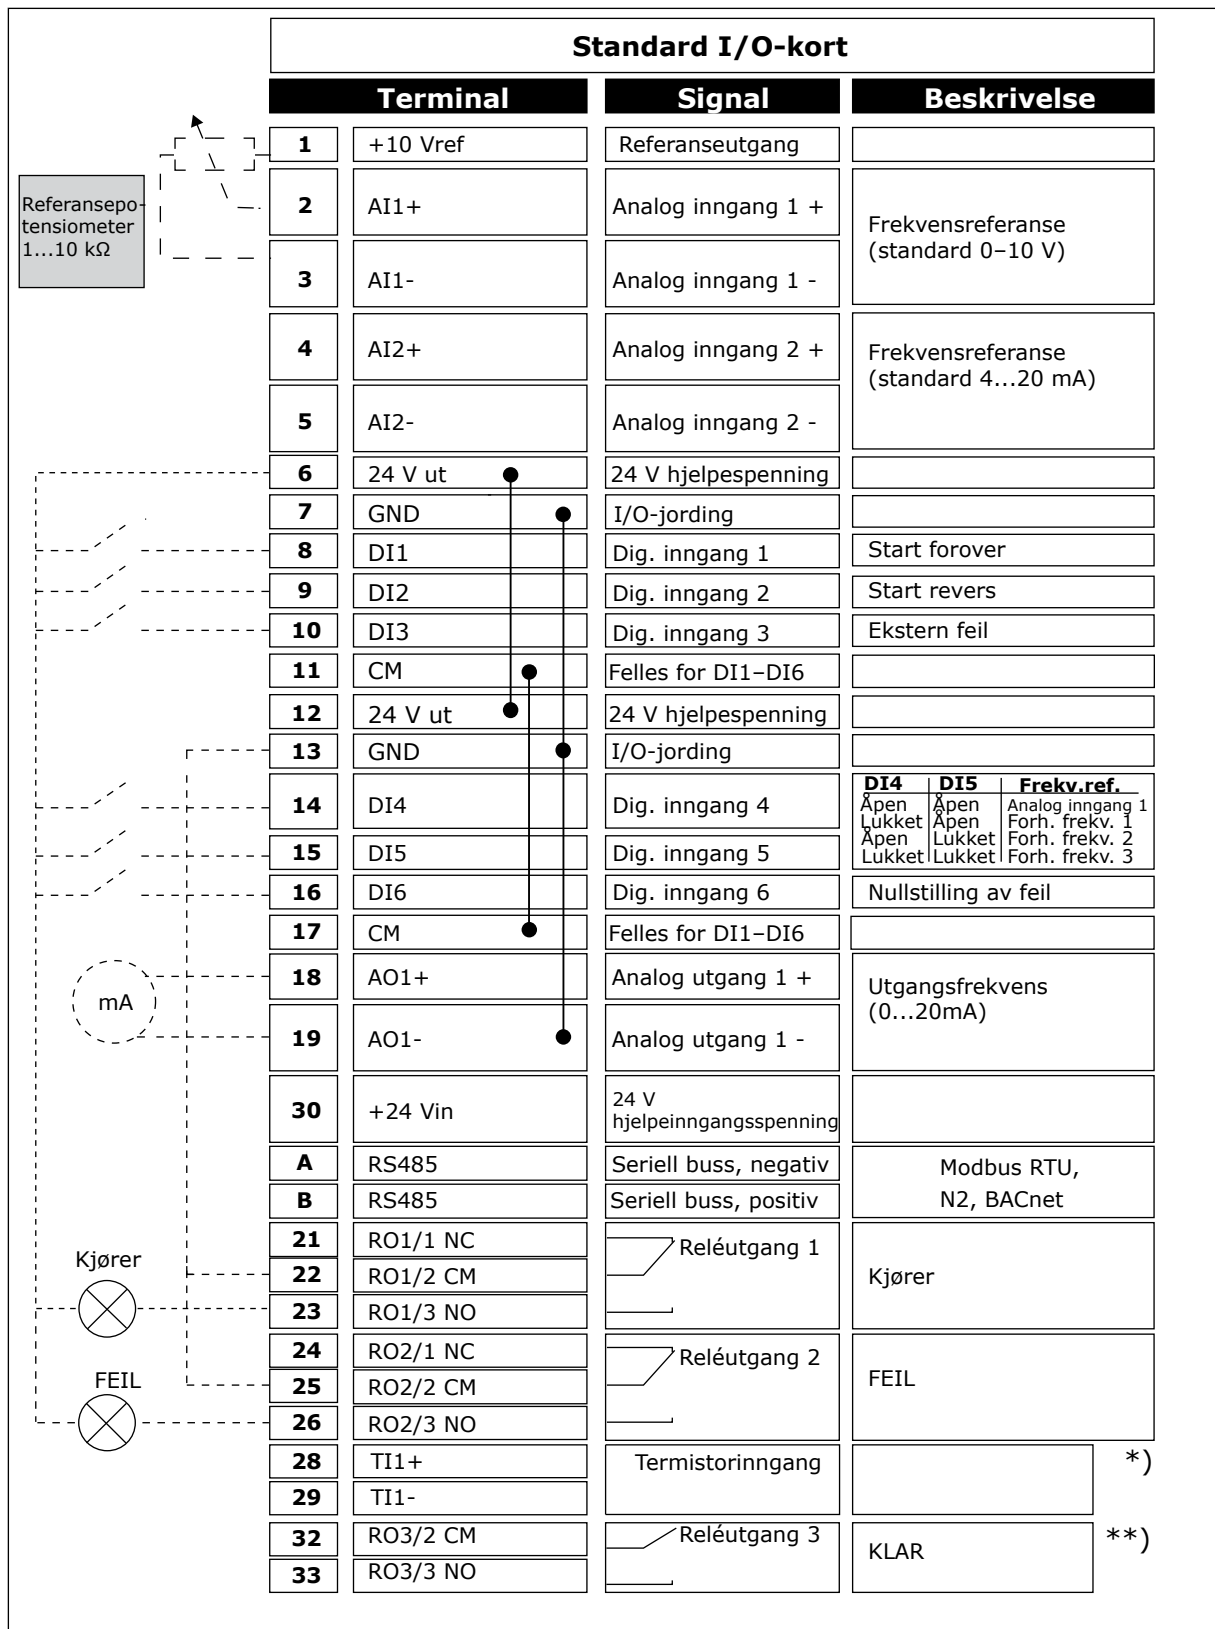 Standard I/O-kort
Terminal Signal Beskrivelse
1 +10 Vref Referanseutgang
Referansepo-
tensiometer
1...10 kΩ
2 AI1+ Analog inngang 1 +
Frekvensreferanse
(standard 0–10 V)
3 AI1- Analog inngang 1 -
4 AI2+ Analog inngang 2 +
Frekvensreferanse
(standard 4...20 mA)
5 AI2- Analog inngang 2 -
6 24 V ut 24 V hjelpespenning
7 GND I/O-jording
8 DI1 Dig. inngang 1 Start forover
9 DI2 Dig. inngang 2 Start revers
10 DI3 Dig. inngang 3 Ekstern feil
11 CM Felles for DI1–DI6
12 24 V ut 24 V hjelpespenning
13 GND I/O-jording
14 DI4 Dig. inngang 4
DI4 DI5 Frekv.ref.
Åpen Åpen Analog inngang 1
Lukket Åpen Forh. frekv. 1
Åpen Lukket Forh. frekv. 2
Lukket Lukket Forh. frekv. 3
15 DI5 Dig. inngang 5
16 DI6 Dig. inngang 6 Nullstilling av feil
17 CM Felles for DI1–DI6
18 AO1+ Analog utgang 1 +
Utgangsfrekvens
(0...20mA)
mA
19 AO1- Analog utgang 1 -
30 +24 Vin
24 V
hjelpeinngangsspenning
A RS485 Seriell buss, negativ
Modbus RTU,
N2, BACnet
B RS485 Seriell buss, positiv
21 RO1/1 NC Reléutgang 1
Kjører
22 RO1/2 CM
Kjører
23 RO1/3 NO
24 RO2/1 NC Reléutgang 2
FEIL
25 RO2/2 CM
FEIL
26 RO2/3 NO
28 TI1+ Termistorinngang *)
29 TI1-
32 RO3/2 CM Reléutgang 3 **)
KLAR
33 RO3/3 NO